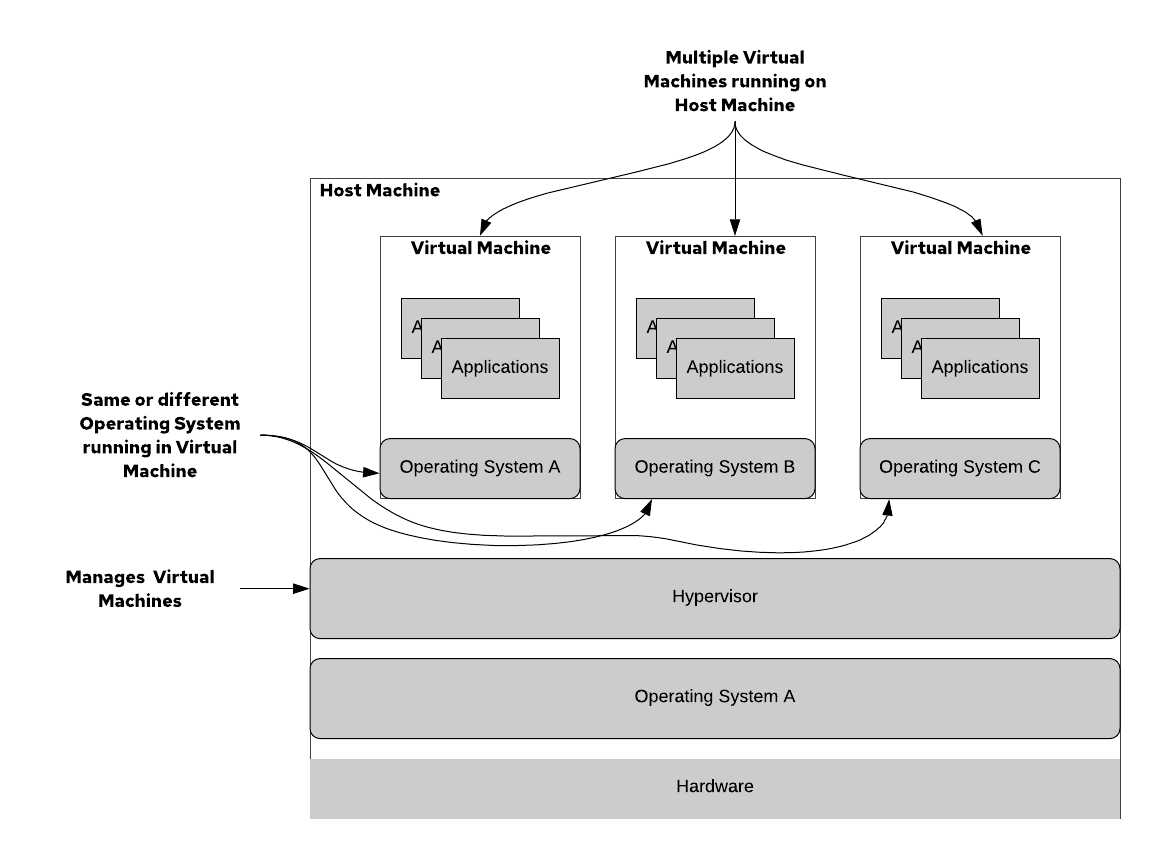 Multiple Virtual
Machines running on
Host Machine
Host Machine
Virtual Machine
Virtual Machine
Virtual Machine
A
A
Applications
A
A
Applications
A
A
Applications
Same or different
Operating System
running in Virtual
Machine
Operating System A
Operating System B
Operating System C
Manages Virtual
Machines
Hypervisor
Operating System A
Hardware